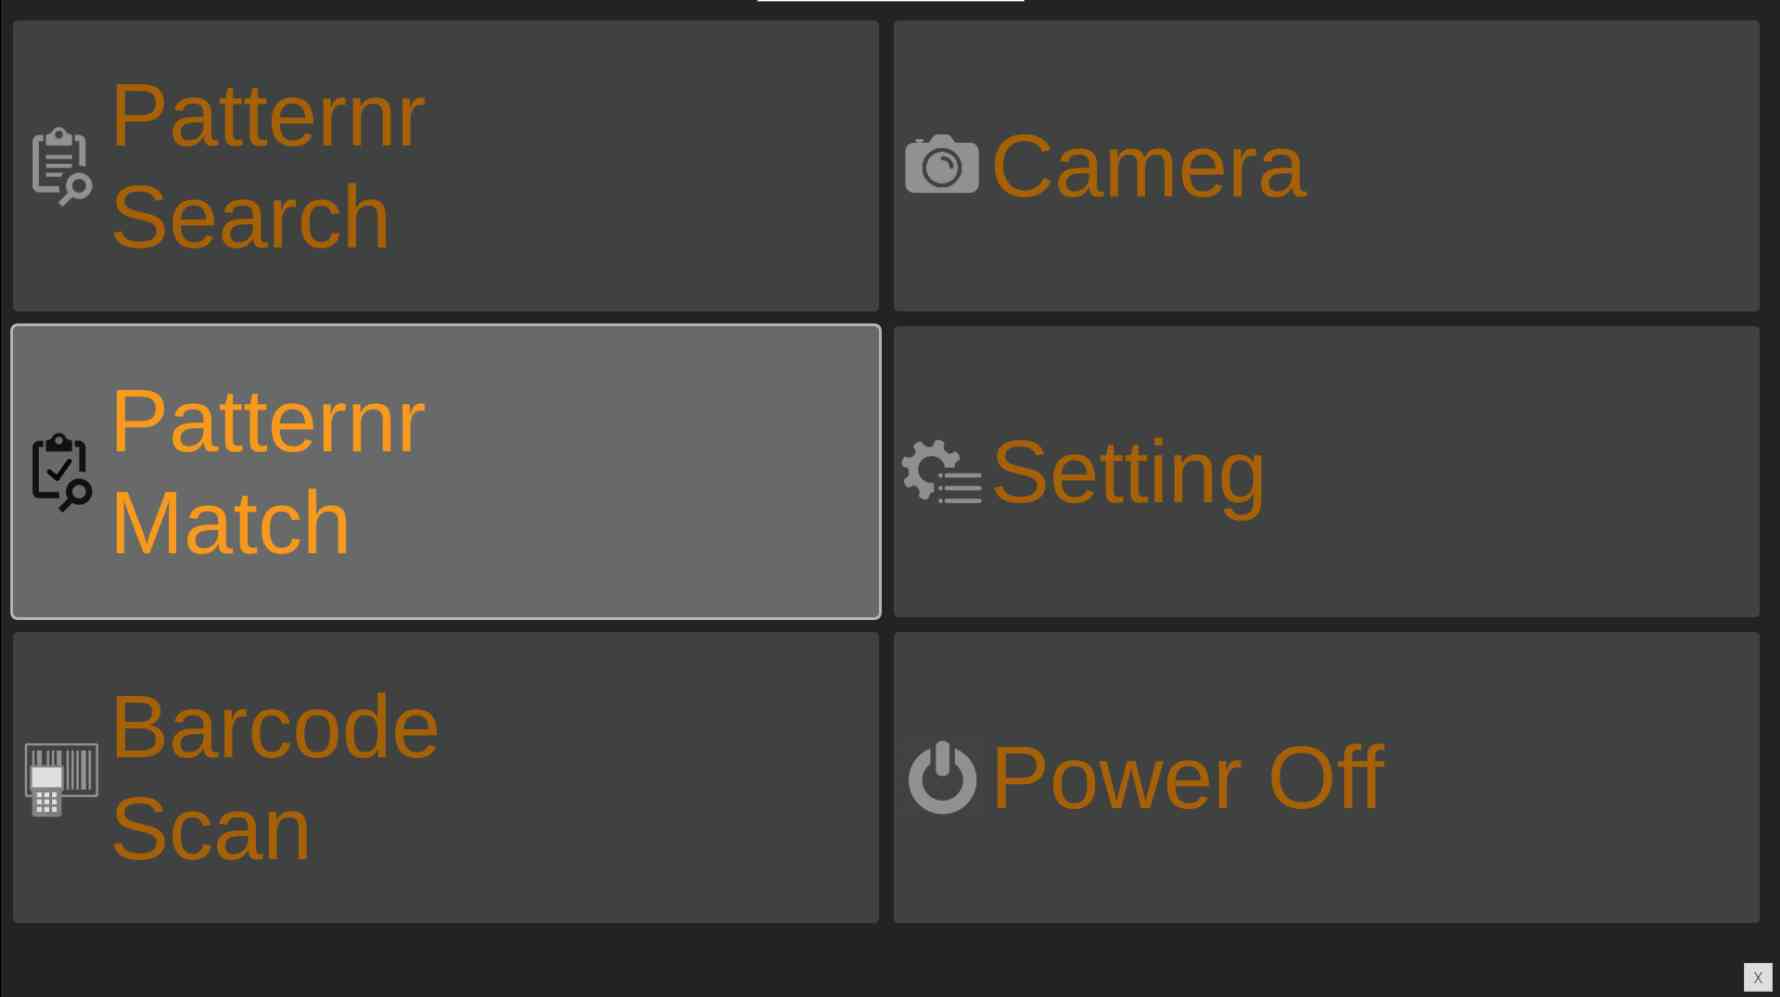 Patternr
Search
Camera
Patternr
Match
Setting
Barcode
Scan
Power Off
X